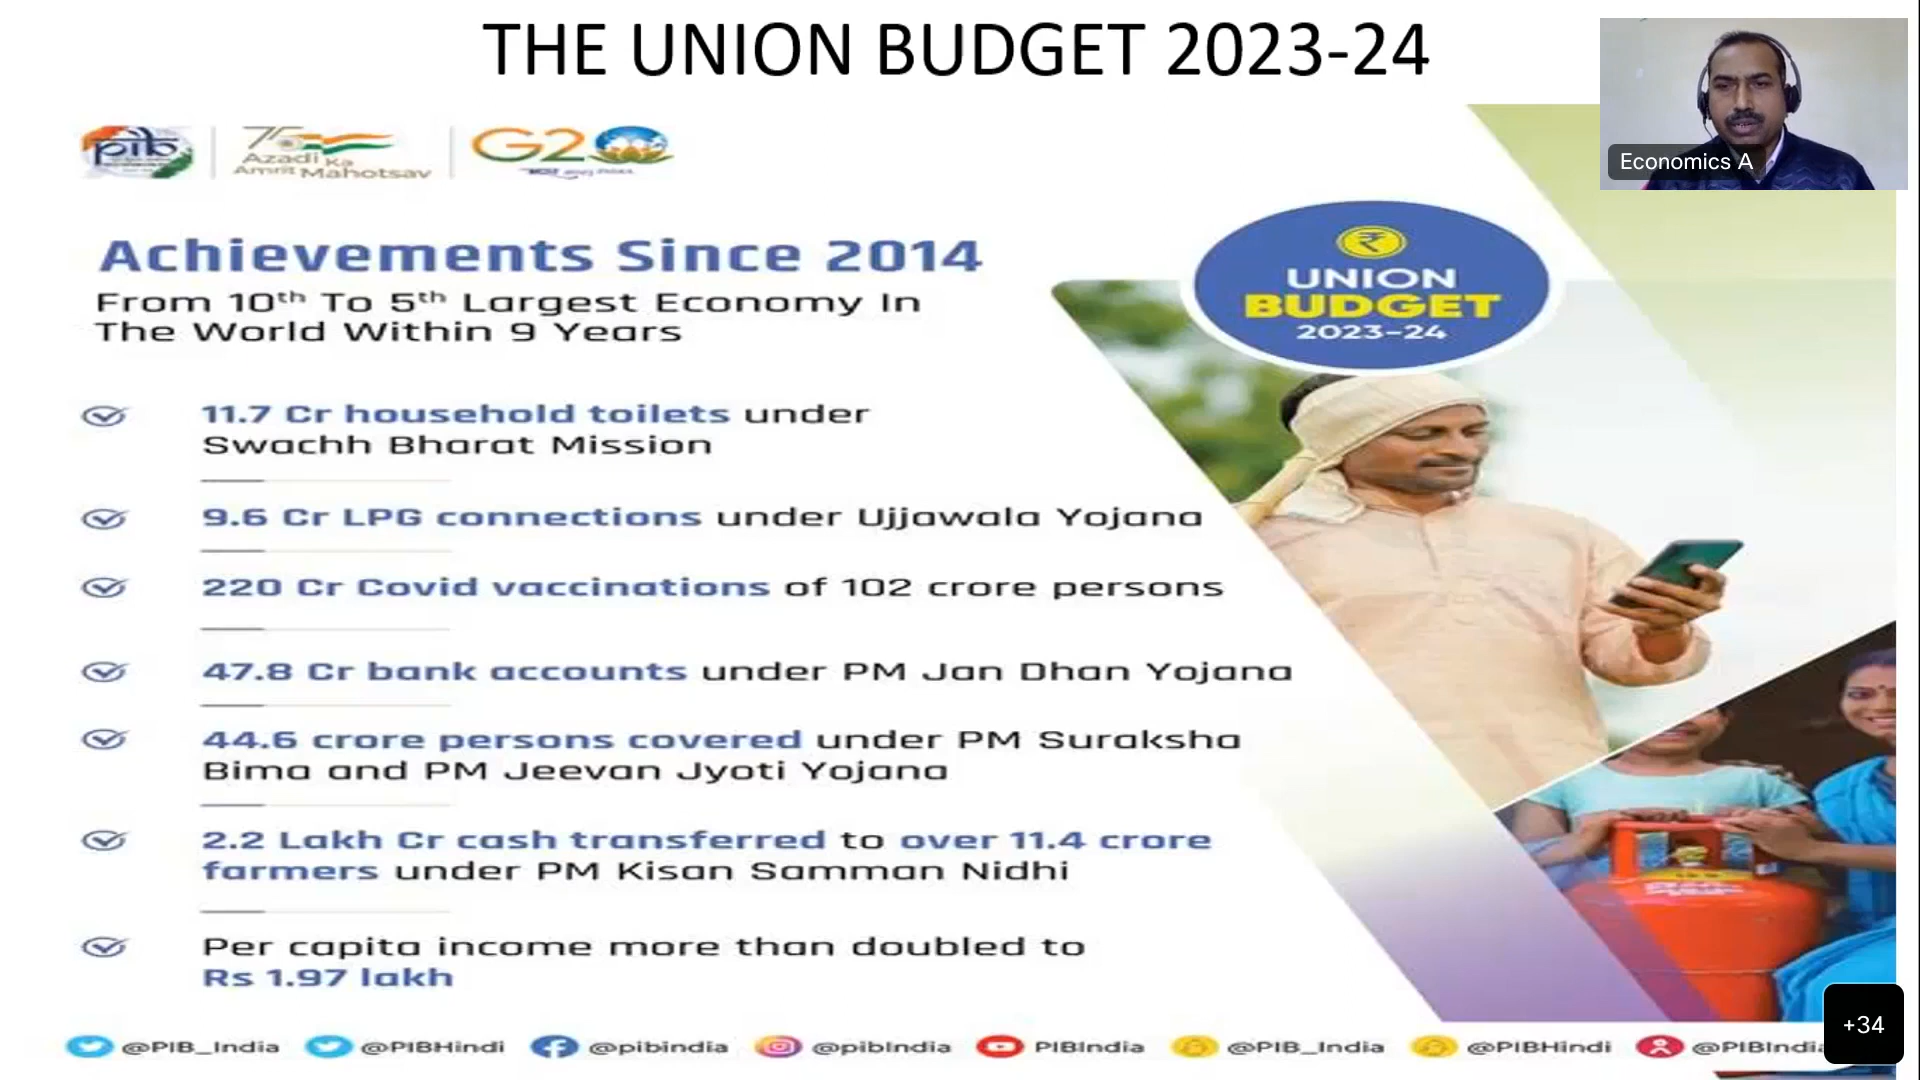 THE UNION BUDGET 2023-24
Economics A
pib
75
Azadi Ka
Amrit Mahotsav
G20
Achievements Since 2014
From 10th To 5th Largest Economy In
The World Within 9 Years
UNION
BUDGET
2023-24
11.7 Cr household toilets under
Swachh Bharat Mission
9.6 Cr LPG connections under Ujjawala Yojana
220 Cr Covid vaccinations of 102 crore persons
47.8 Cr bank accounts under PM Jan Dhan Yojana
44.6 crore persons covered under PM Suraksha
Bima and PM Jeevan Jyoti Yojana
2.2 Lakh Cr cash transferred to over 11.4 crore
farmers under PM Kisan Samman Nidhi
Per capita income more than doubled to
Rs 1.97 lakh
@PIB_India @PIBHindi @pibindia @pibIndia PIBIndia @PIB_India @PIBHindi @PIBIndia
+34